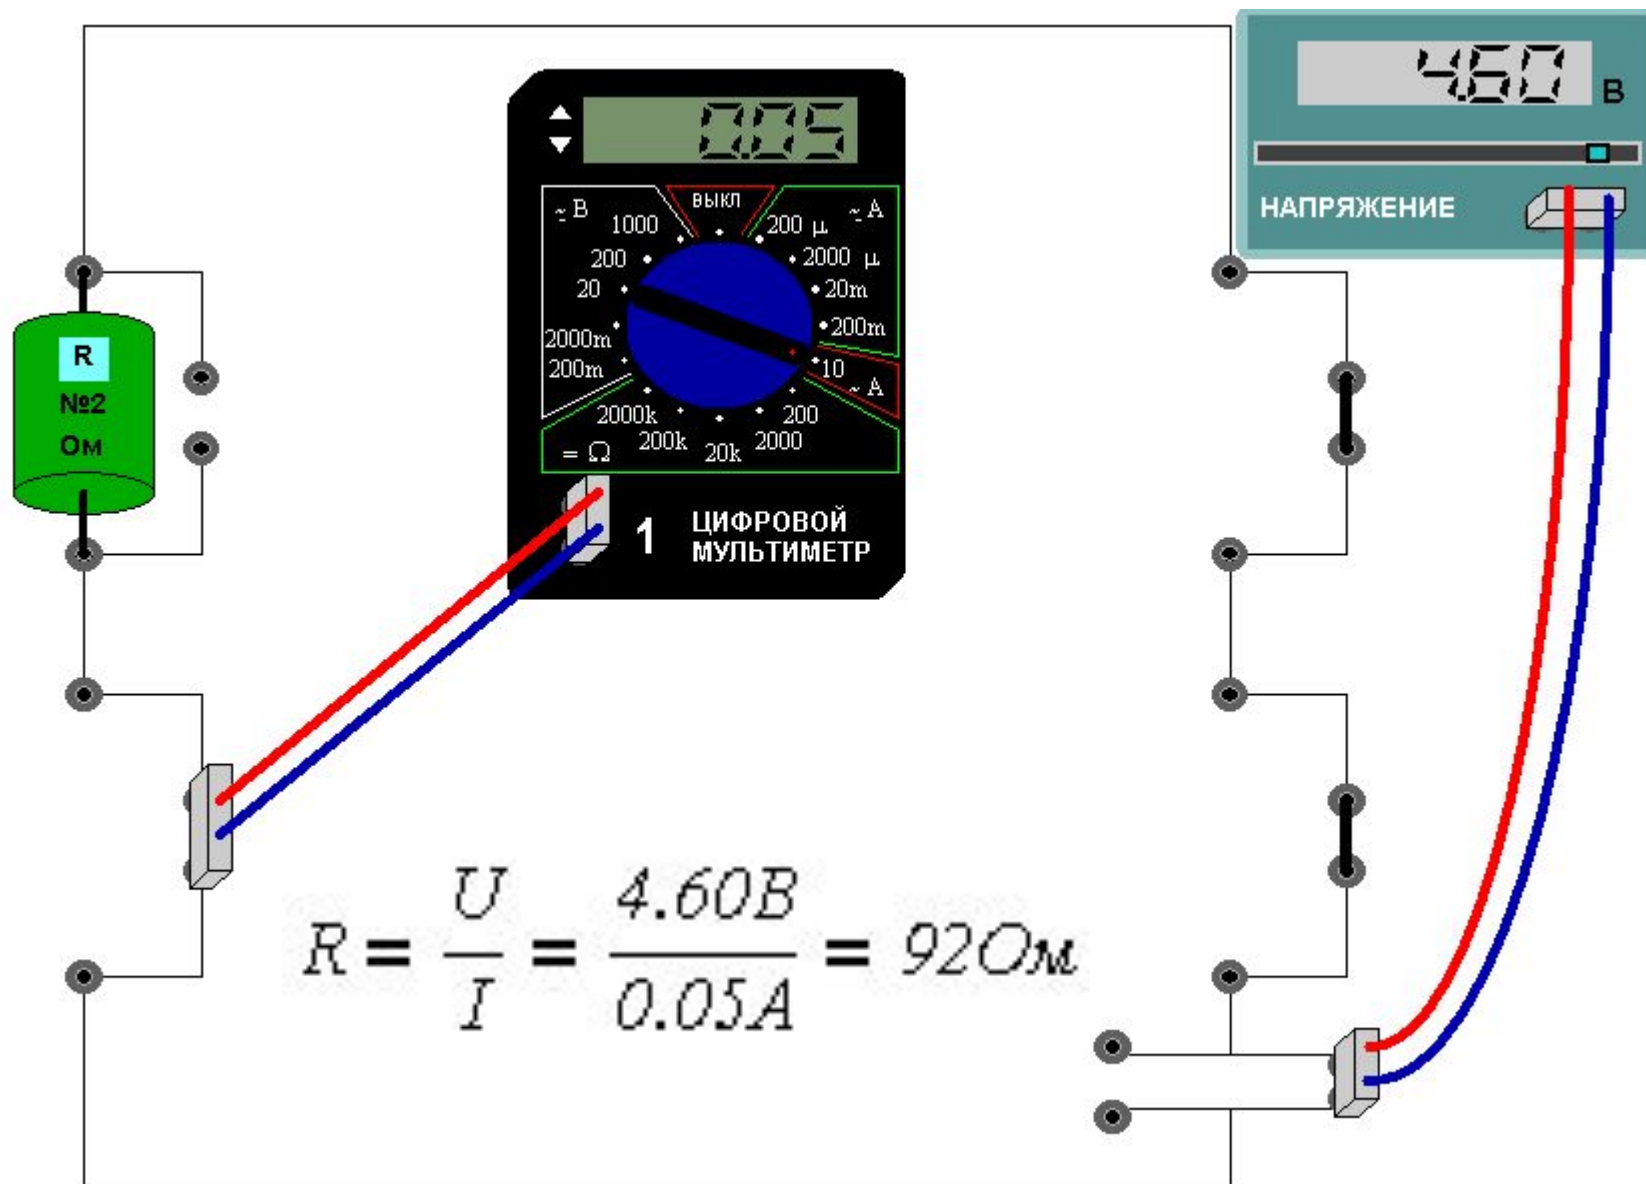 4.60 В
НАПРЯЖЕНИЕ
0.05
ВЫКЛ
~ В
1000
200
20
2000m
200m
~ А
200 μ
2000 μ
20m
200m
10
~ А
200
2000
20k
200k
2000k
= Ω
1
ЦИФРОВОЙ
МУЛЬТИМЕТР
R
№2
Ом
R = U/I = 4.60В/0.05А = 92Ом